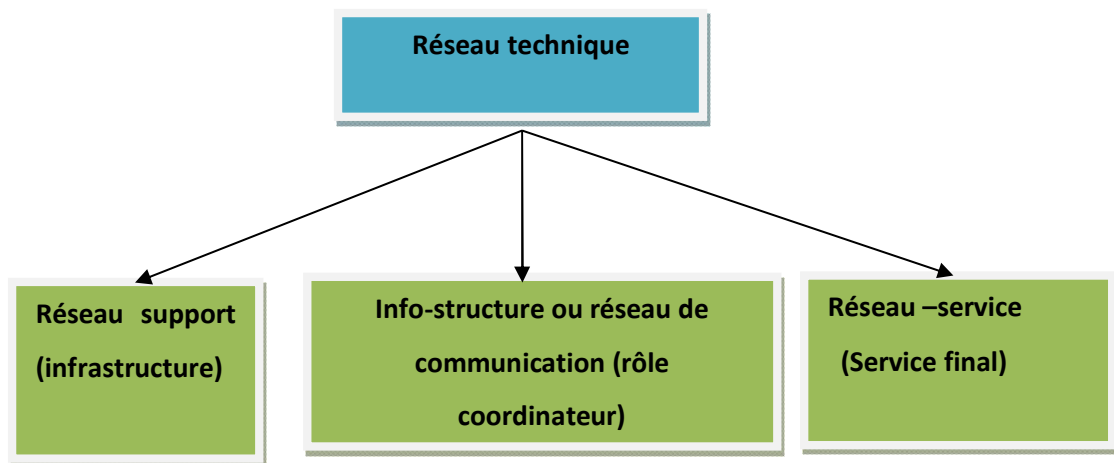 Réseau technique
Réseau support
(infrastructure)
Info-structure ou réseau de
communication (rôle
coordinateur)
Réseau –service
(Service final)